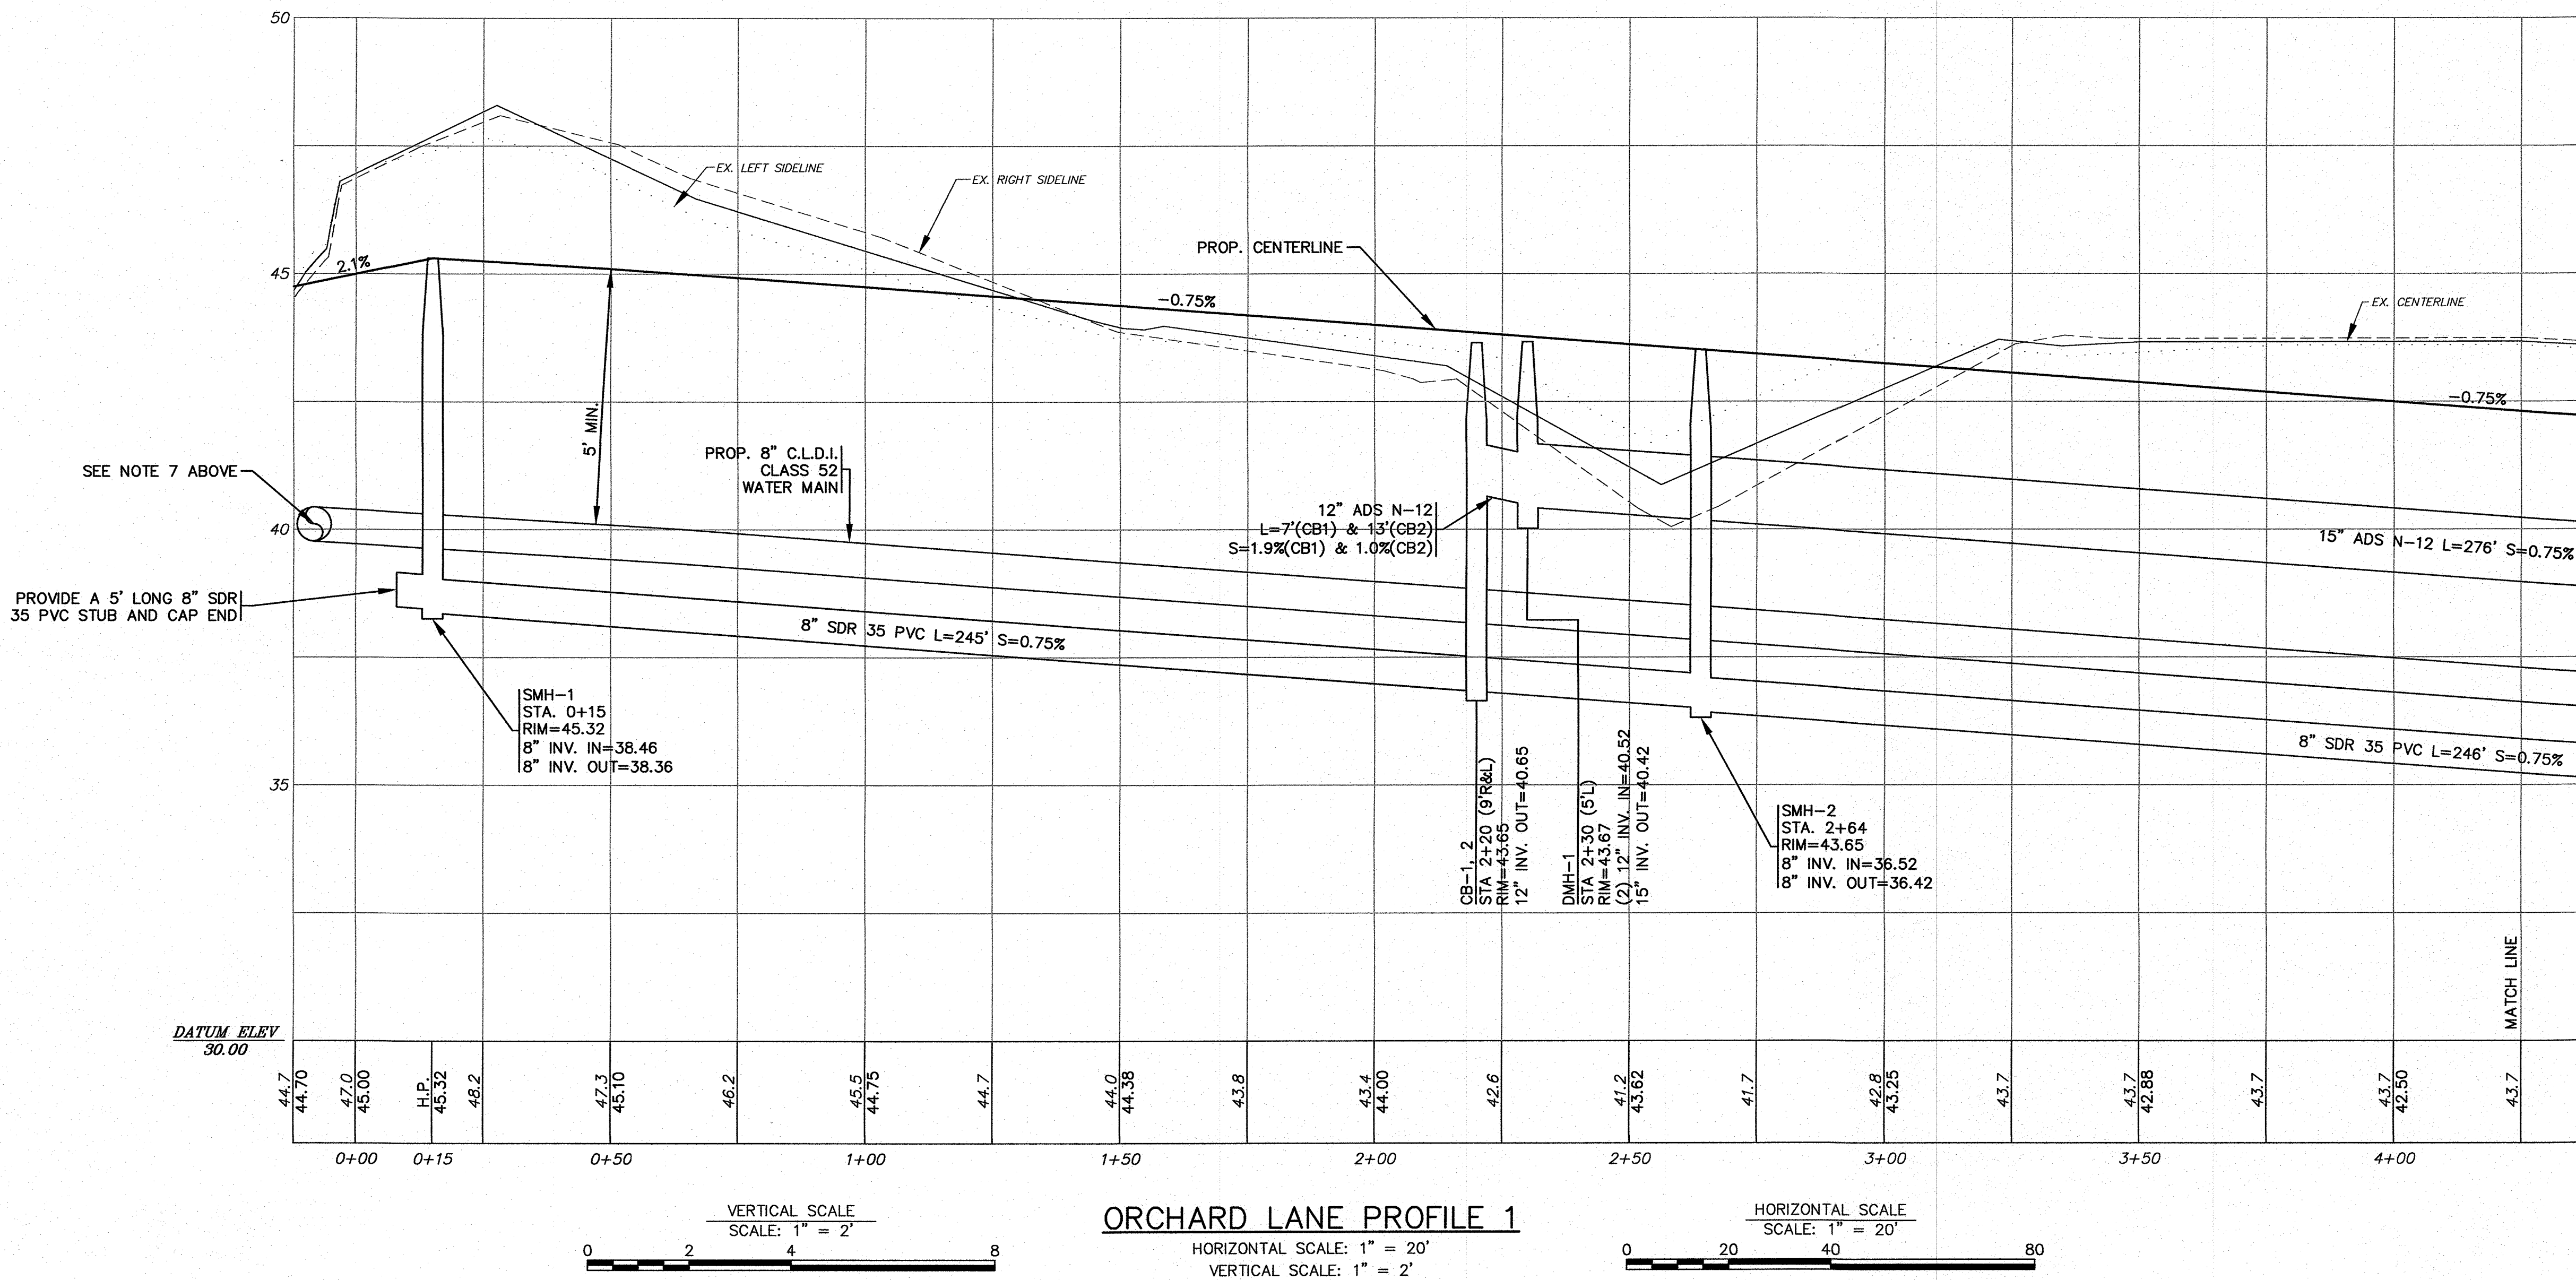 50
EX. LEFT SIDELINE
EX. RIGHT SIDELINE
PROP. CENTERLINE
45
2.1%
-0.75%
EX. CENTERLINE
-0.75%
5' MIN.
SEE NOTE 7 ABOVE
PROP. 8" C.L.D.I.
CLASS 52
WATER MAIN
40
12" ADS N-12
L=7'(CB1) & 13'(CB2)
S=1.9%(CB1) & 1.0%(CB2)
15" ADS N-12 L=276' S=0.75%
PROVIDE A 5' LONG 8" SDR
35 PVC STUB AND CAP END
8" SDR 35 PVC L=245' S=0.75%
SMH-1
STA. 0+15
RIM=45.32
8" INV. IN=38.46
8" INV. OUT=38.36
8" SDR 35 PVC L=246' S=0.75%
35
CB-1, 2
STA 2+20 (9'R&L)
RIM=43.65
12" INV. OUT=40.65
DMH-1
STA 2+30 (5'L)
RIM=43.67
(2) 12" INV. IN=40.52
15" INV. OUT=40.42
SMH-2
STA. 2+64
RIM=43.65
8" INV. IN=36.52
8" INV. OUT=36.42
MATCH LINE
DATUM ELEV
30.00
44.7
44.70
47.0
45.00
H.P.
45.32
48.2
47.3
45.10
46.2
45.5
44.75
44.7
44.0
44.38
43.8
43.4
44.00
42.6
41.2
43.62
41.7
42.8
43.25
43.7
43.7
42.88
43.7
43.7
42.50
43.7
0+00 0+15 0+50 1+00 1+50 2+00 2+50 3+00 3+50 4+00
VERTICAL SCALE
SCALE: 1" = 2'
0 2 4 8
ORCHARD LANE PROFILE 1
HORIZONTAL SCALE: 1" = 20'
VERTICAL SCALE: 1" = 2'
HORIZONTAL SCALE
SCALE: 1" = 20'
0 20 40 80